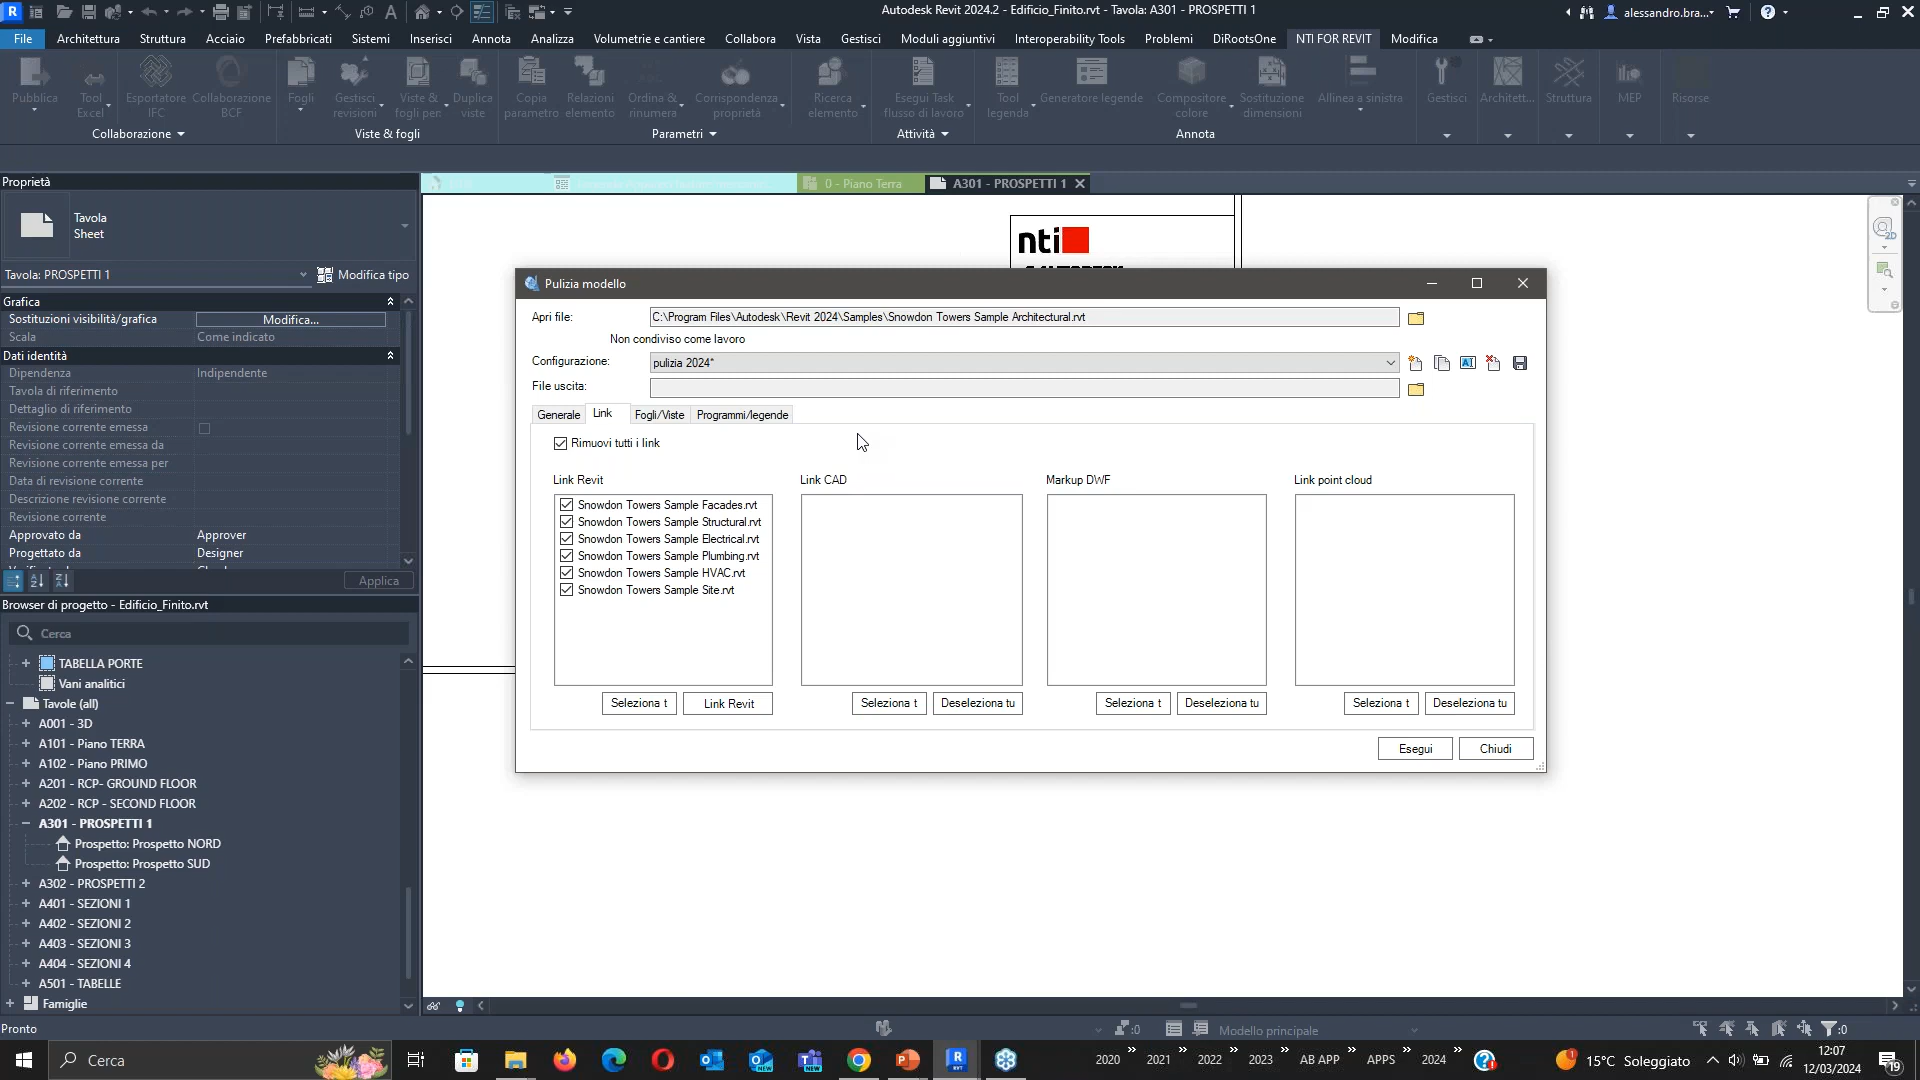 Autodesk Revit 2024.2 - Edificio_Finito.rvt - Tavola: A301 - PROSPETTI 1
alessandro.bra...
File Architettura Struttura Acciaio Prefabbricati Sistemi Inserisci Annota Analizza Volumetrie e cantiere Collabora Vista Gestisci Moduli aggiuntivi Interoperability Tools Problemi DiRootsOne NTI FOR REVIT Modifica
Pubblica
Tool Excel
Esportatore IFC
Collaborazione BCF
Fogli
Gestisci revisioni
Viste & fogli per:
Duplica viste
Copia parametro
Relazioni elemento
Ordina & rinumera
Corrispondenza proprietà
Ricerca elemento
Esegui Task flusso di lavoro
Tool legenda
Generatore legende
Compositore colore
Sostituzione dimensioni
Allinea a sinistra
Gestisci
Architett...
Struttura
MEP
Risorse
Collaborazione Viste & fogli Parametri Attività Annota
Proprietà
Tavola
Sheet
Tavola: PROSPETTI 1
Modifica tipo
Grafica
Sostituzioni visibilità/grafica Modifica...
Scala Come indicato
Dati identità
Dipendenza Indipendente
Tavola di riferimento
Dettaglio di riferimento
Revisione corrente emessa
Revisione corrente emessa da
Revisione corrente emessa per
Data di revisione corrente
Descrizione revisione corrente
Revisione corrente
Approvato da Approver
Progettato da Designer
Applica
Browser di progetto - Edificio_Finito.rvt
Cerca
TABELLA PORTE
Vani analitici
Tavole (all)
A001 - 3D
A101 - Piano TERRA
A102 - Piano PRIMO
A201 - RCP- GROUND FLOOR
A202 - RCP - SECOND FLOOR
A301 - PROSPETTI 1
Prospetto: Prospetto NORD
Prospetto: Prospetto SUD
A302 - PROSPETTI 2
A401 - SEZIONI 1
A402 - SEZIONI 2
A403 - SEZIONI 3
A404 - SEZIONI 4
A501 - TABELLE
Famiglie
0 - Piano Terra
A301 - PROSPETTI 1
nti
2D
Pulizia modello
Apri file: C:\Program Files\Autodesk\Revit 2024\Samples\Snowdon Towers Sample Architectural.rvt
Non condiviso come lavoro
Configurazione: pulizia 2024*
File uscita:
Generale Link Fogli/Viste Programmi/legende
Rimuovi tutti i link
Link Revit
Snowdon Towers Sample Facades.rvt
Snowdon Towers Sample Structural.rvt
Snowdon Towers Sample Electrical.rvt
Snowdon Towers Sample Plumbing.rvt
Snowdon Towers Sample HVAC.rvt
Snowdon Towers Sample Site.rvt
Seleziona t Link Revit
Link CAD
Seleziona t Deseleziona tu
Markup DWF
Seleziona t Deseleziona tu
Link point cloud
Seleziona t Deseleziona tu
Esegui Chiudi
Pronto
:0
Modello principale
:0
Cerca
2020 2021 2022 2023 AB APP APPS 2024
15°C Soleggiato
12:07
12/03/2024
19